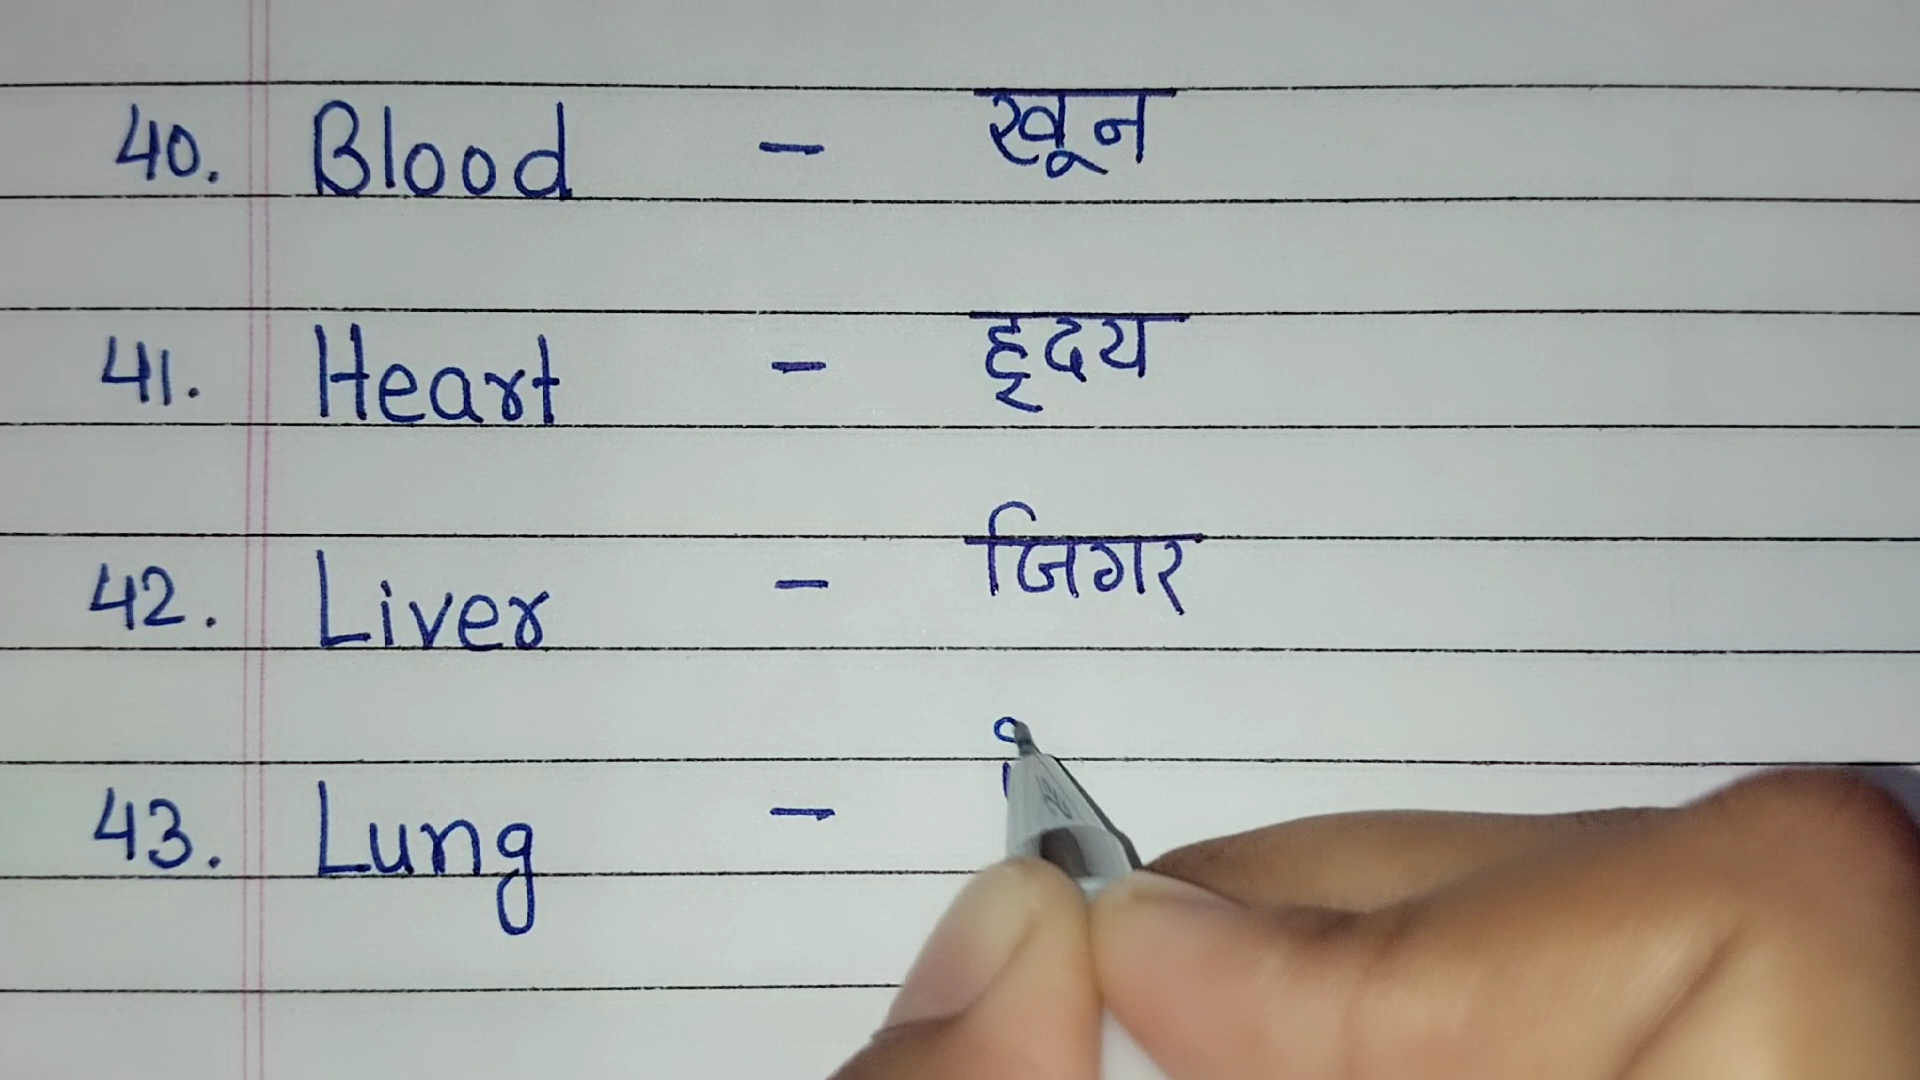 40. Blood - खून
41. Heart - हृदय
42. Liver - जिगर
43. Lung -